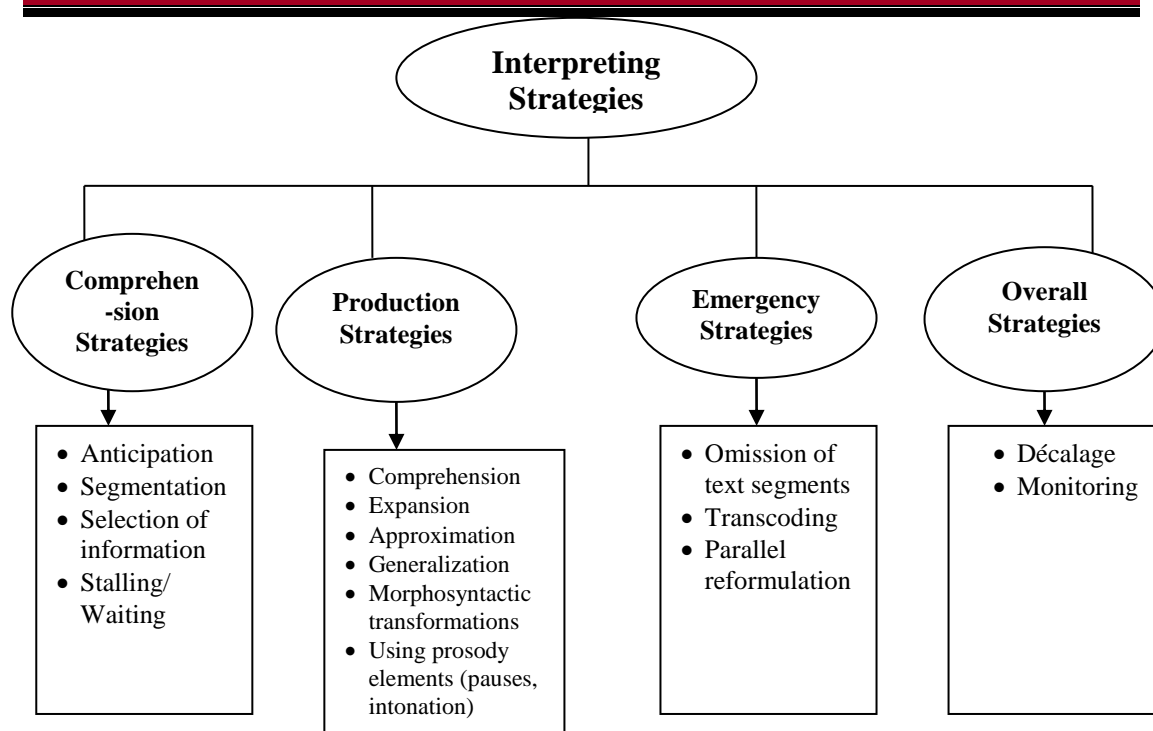 Interpreting
Strategies
Comprehen
-sion
Strategies
Production
Strategies
Emergency
Strategies
Overall
Strategies
• Anticipation
• Segmentation
• Selection of
information
• Stalling/
Waiting
• Comprehension
• Expansion
• Approximation
• Generalization
• Morphosyntactic
transformations
• Using prosody
elements (pauses,
intonation)
• Omission of
text segments
• Transcoding
• Parallel
reformulation
• Décalage
• Monitoring